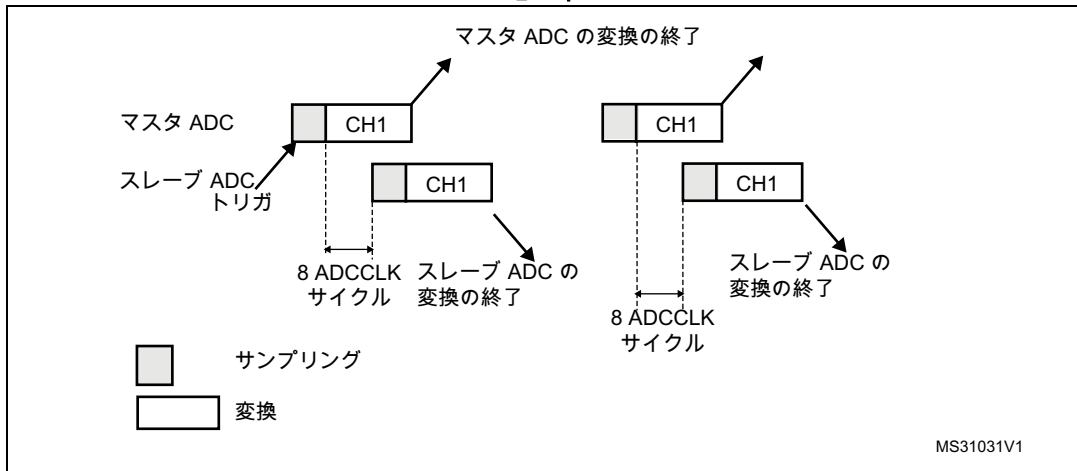 マスタ ADC の変換の終了
マスタ ADC
CH1
CH1
スレーブ ADC
トリガ
CH1
CH1
8 ADCCLK
サイクル
スレーブ ADC の
変換の終了
スレーブ ADC の
変換の終了
8 ADCCLK
サイクル
サンプリング
変換
MS31031V1